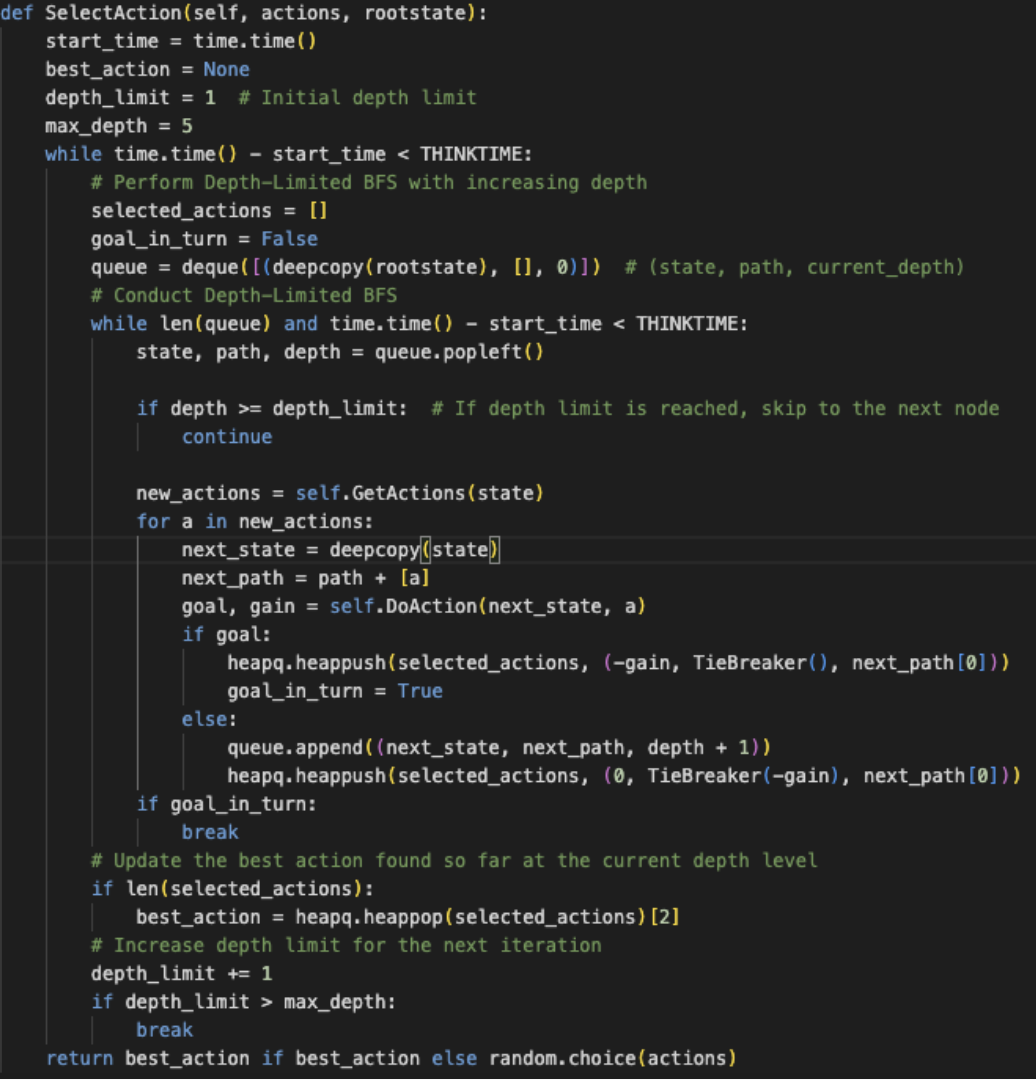 def SelectAction(self, actions, rootstate):
    start_time = time.time()
    best_action = None
    depth_limit = 1  # Initial depth limit
    max_depth = 5
    while time.time() - start_time < THINKTIME:
        # Perform Depth-Limited BFS with increasing depth
        selected_actions = []
        goal_in_turn = False
        queue = deque([(deepcopy(rootstate), [], 0)])  # (state, path, current_depth)
        # Conduct Depth-Limited BFS
        while len(queue) and time.time() - start_time < THINKTIME:
            state, path, depth = queue.popleft()

            if depth >= depth_limit:  # If depth limit is reached, skip to the next node
                continue

            new_actions = self.GetActions(state)
            for a in new_actions:
                next_state = deepcopy(state)
                next_path = path + [a]
                goal, gain = self.DoAction(next_state, a)
                if goal:
                    heapq.heappush(selected_actions, (-gain, TieBreaker(), next_path[0]))
                    goal_in_turn = True
                else:
                    queue.append((next_state, next_path, depth + 1))
                    heapq.heappush(selected_actions, (0, TieBreaker(-gain), next_path[0]))
            if goal_in_turn:
                break
        # Update the best action found so far at the current depth level
        if len(selected_actions):
            best_action = heapq.heappop(selected_actions)[2]
        # Increase depth limit for the next iteration
        depth_limit += 1
        if depth_limit > max_depth:
            break
    return best_action if best_action else random.choice(actions)